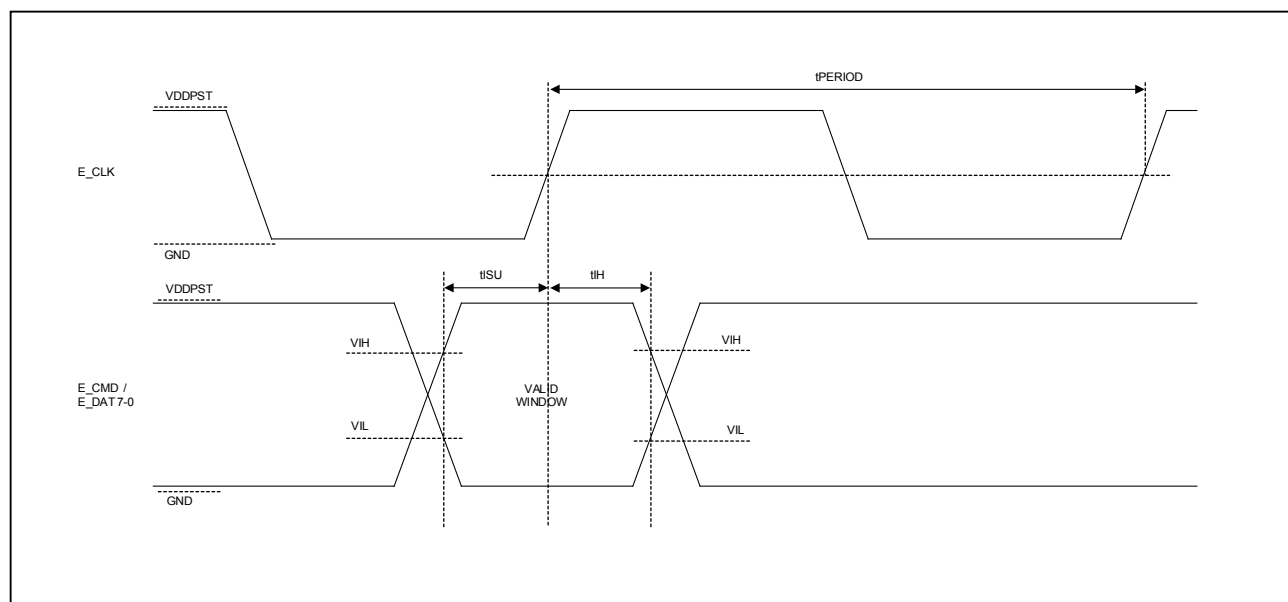 tPERIOD
VDDPST
E_CLK
GND
tISU
tIH
VDDPST
VIH
VIH
E_CMD /
E_DAT7-0
VALID
WINDOW
VIL
VIL
GND